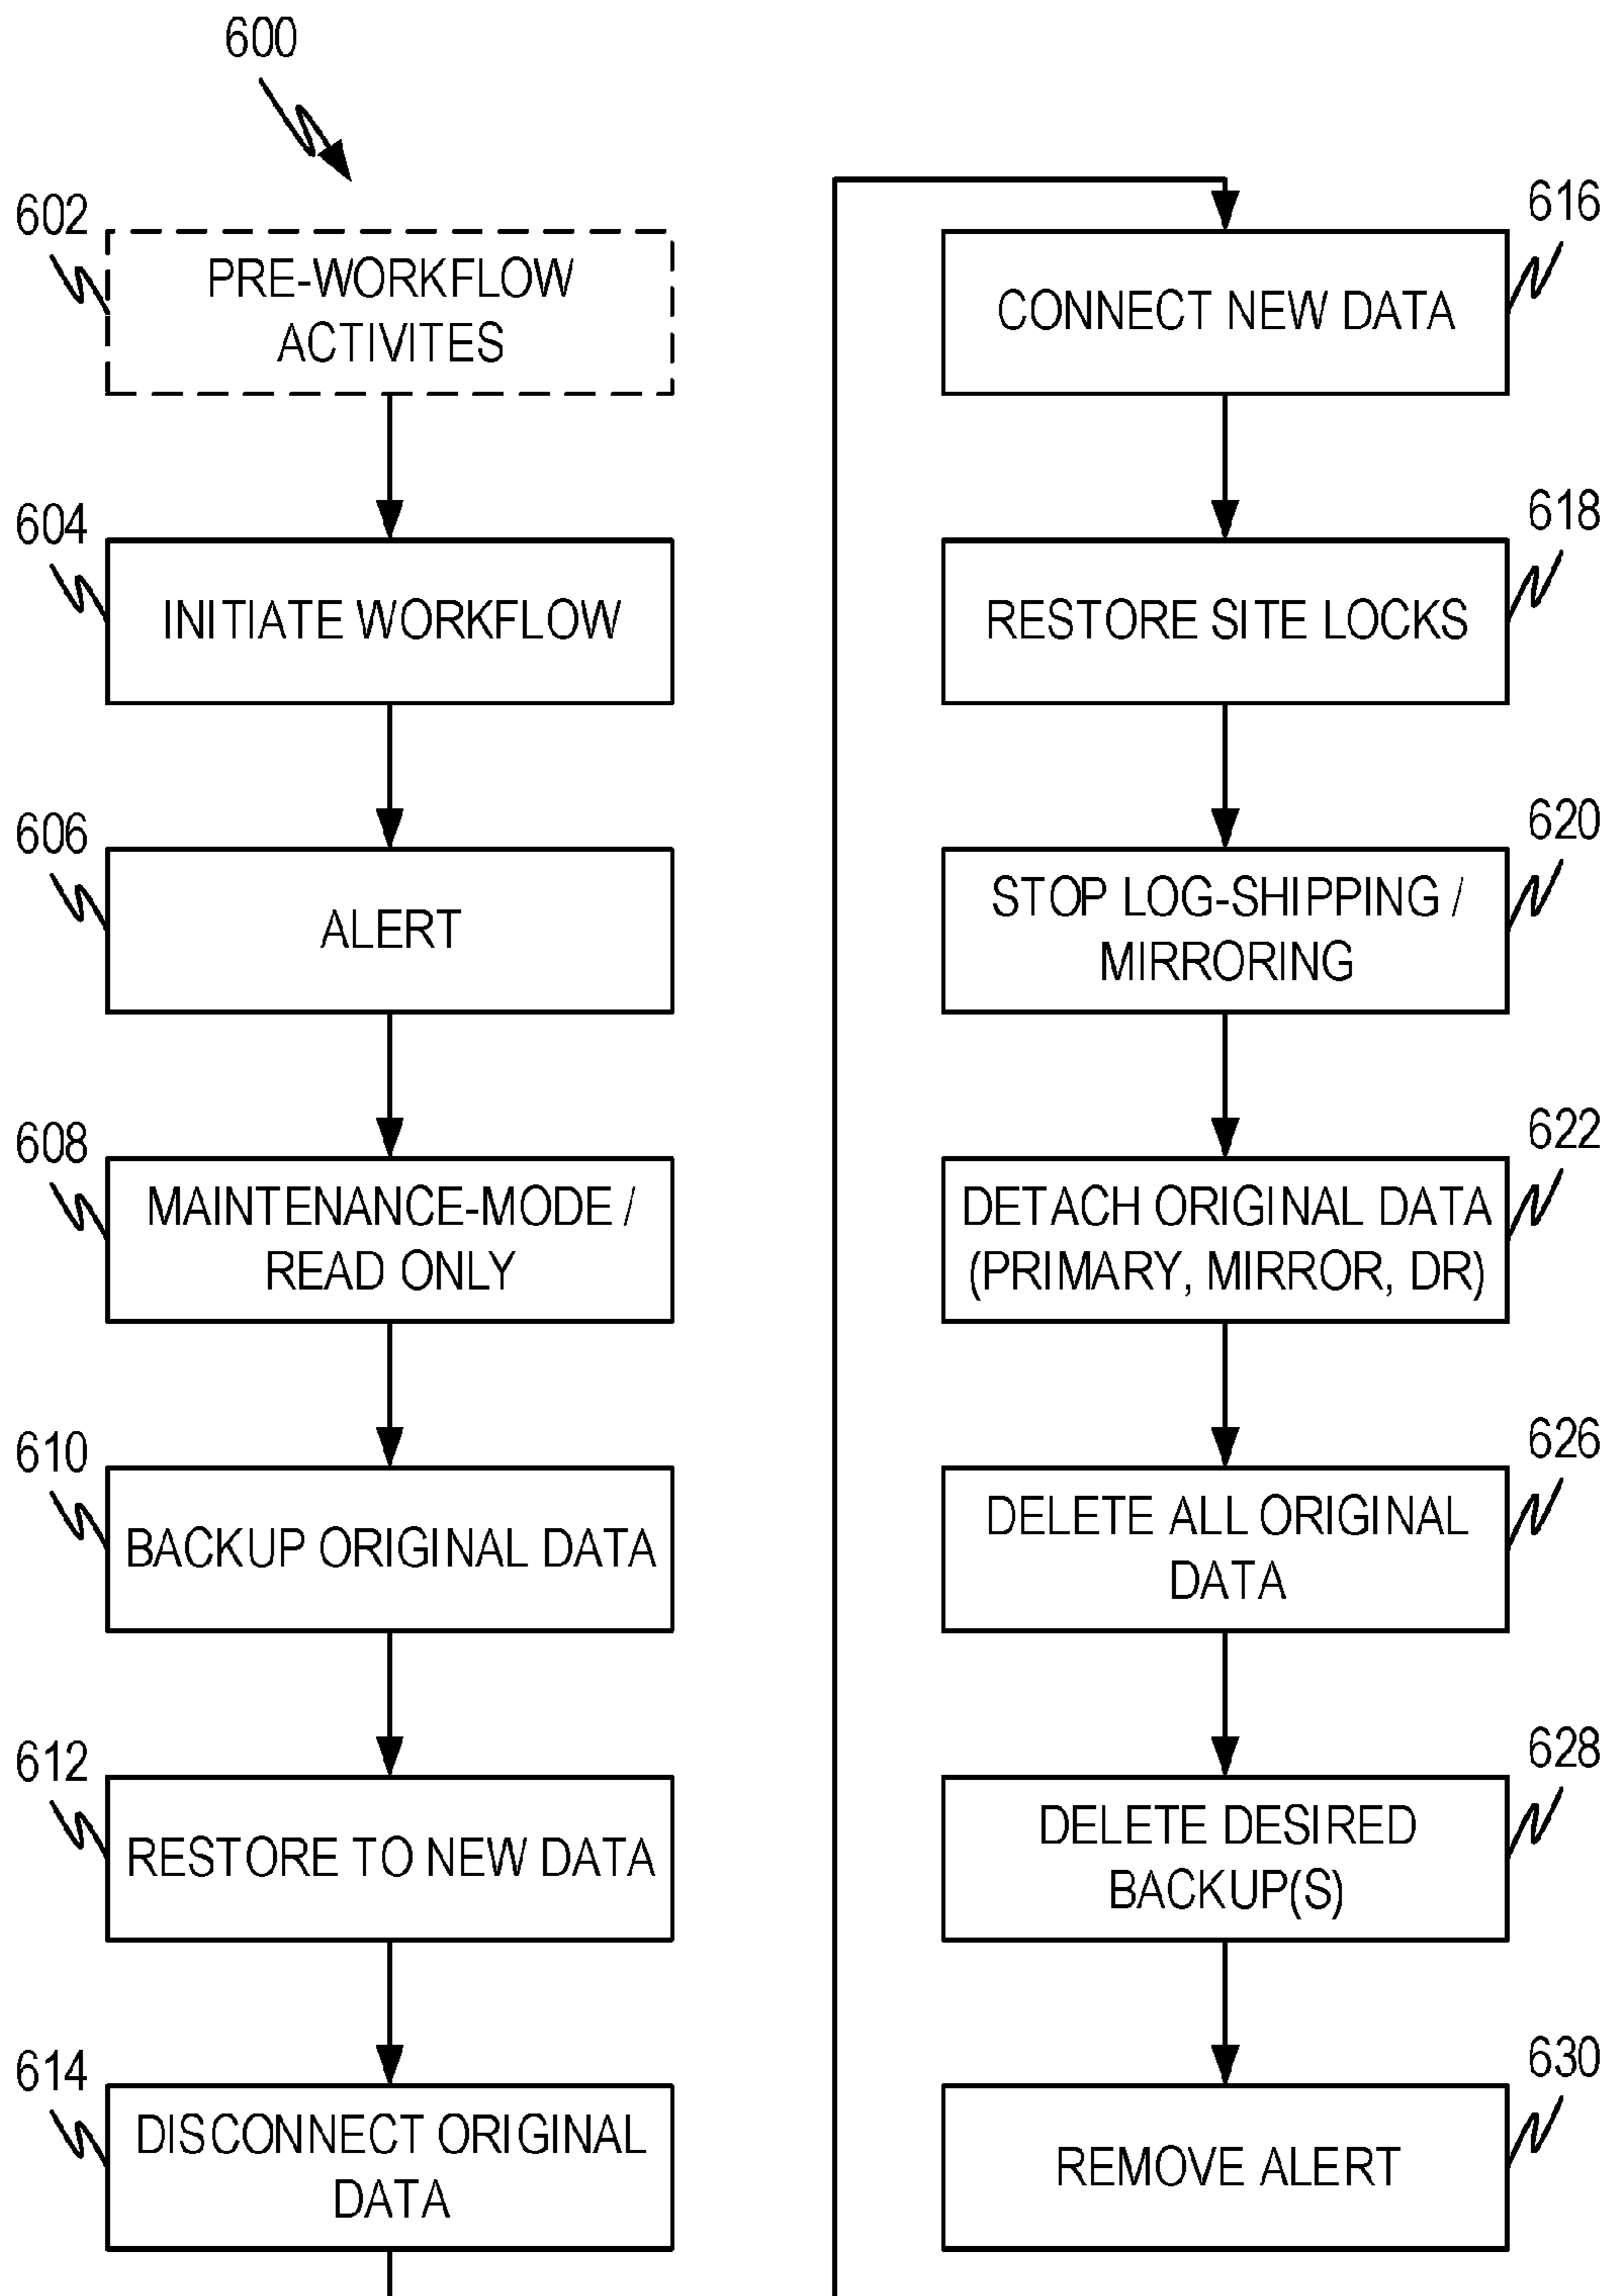 600
602
PRE-WORKFLOW
ACTIVITES
604
INITIATE WORKFLOW
606
ALERT
608
MAINTENANCE-MODE /
READ ONLY
610
BACKUP ORIGINAL DATA
612
RESTORE TO NEW DATA
614
DISCONNECT ORIGINAL
DATA
616
CONNECT NEW DATA
618
RESTORE SITE LOCKS
620
STOP LOG-SHIPPING /
MIRRORING
622
DETACH ORIGINAL DATA
(PRIMARY, MIRROR, DR)
626
DELETE ALL ORIGINAL
DATA
628
DELETE DESIRED
BACKUP(S)
630
REMOVE ALERT